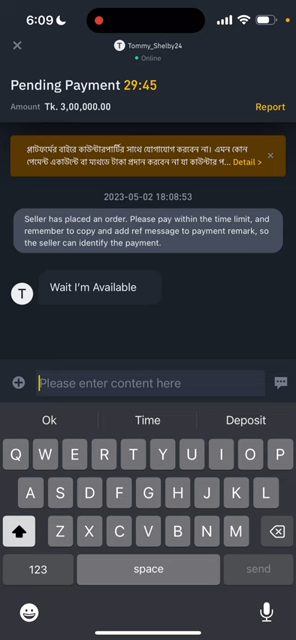 6:09
T Tommy_Shelby24
Online
Pending Payment 29:45
Amount Tk. 3,00,000.00
Report
প্লাটফর্মের বাইরে কাউন্টারপার্টির সাথে যোগাযোগ করবেন না। এমন কোন
পেমেন্ট একাউন্টে বা মাধ্যমে টাকা প্রদান করবেন না যা কাউন্টার প... Detail >
2023-05-02 18:08:53
Seller has placed an order. Please pay within the time limit, and
remember to copy and add ref message to payment remark, so
the seller can identify the payment.
T Wait I'm Available
Please enter content here
Ok Time Deposit
Q W E R T Y U I O P
A S D F G H J K L
Z X C V B N M
123 space send